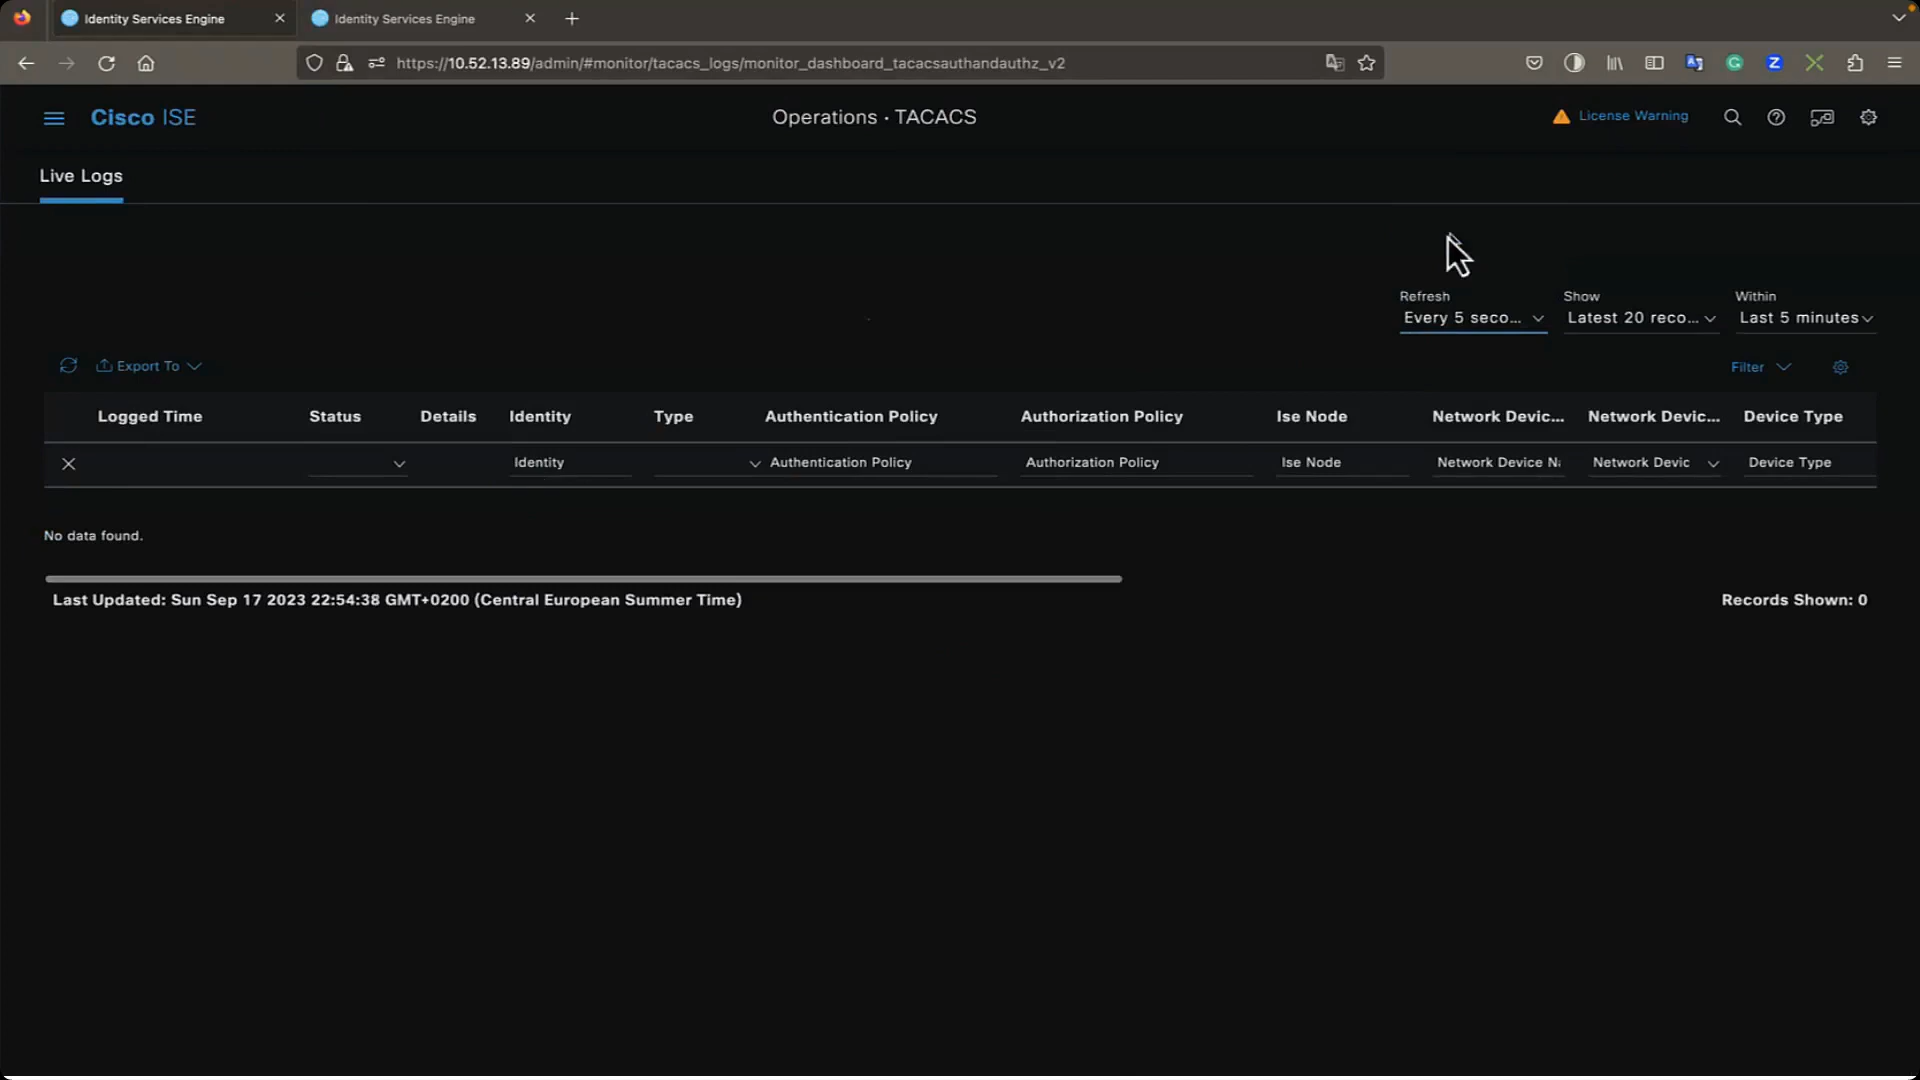 Identity Services Engine
Identity Services Engine
https://10.52.13.89/admin/#monitor/tacacs_logs/monitor_dashboard_tacacsauthandauthz_v2
Cisco ISE
Operations · TACACS
License Warning
Live Logs
Refresh Show Within
Every 5 seco... Latest 20 reco... Last 5 minutes
Export To
Filter
Logged Time Status Details Identity Type Authentication Policy Authorization Policy Ise Node Network Devic... Network Devic... Device Type
Identity Authentication Policy Authorization Policy Ise Node Network Device N Network Devic Device Type
No data found.
Last Updated: Sun Sep 17 2023 22:54:38 GMT+0200 (Central European Summer Time)
Records Shown: 0